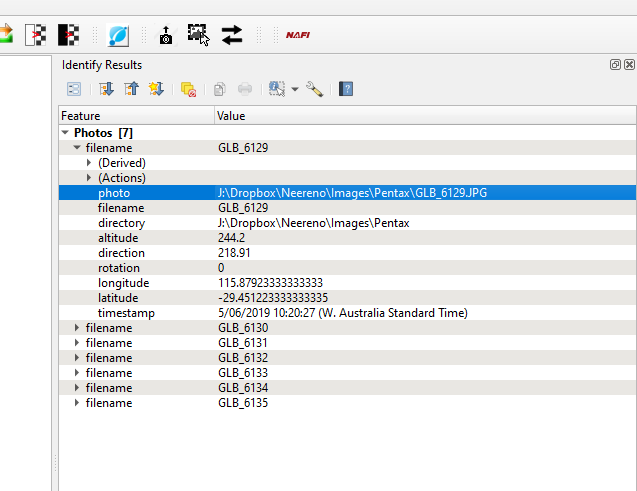 NAFI
Identify Results
Feature Value
Photos [7]
filename GLB_6129
(Derived)
(Actions)
photo J:\Dropbox\Neereno\Images\Pentax\GLB_6129.JPG
filename GLB_6129
directory J:\Dropbox\Neereno\Images\Pentax
altitude 244.2
direction 218.91
rotation 0
longitude 115.87923333333333
latitude -29.451223333333335
timestamp 5/06/2019 10:20:27 (W. Australia Standard Time)
filename GLB_6130
filename GLB_6131
filename GLB_6132
filename GLB_6133
filename GLB_6134
filename GLB_6135